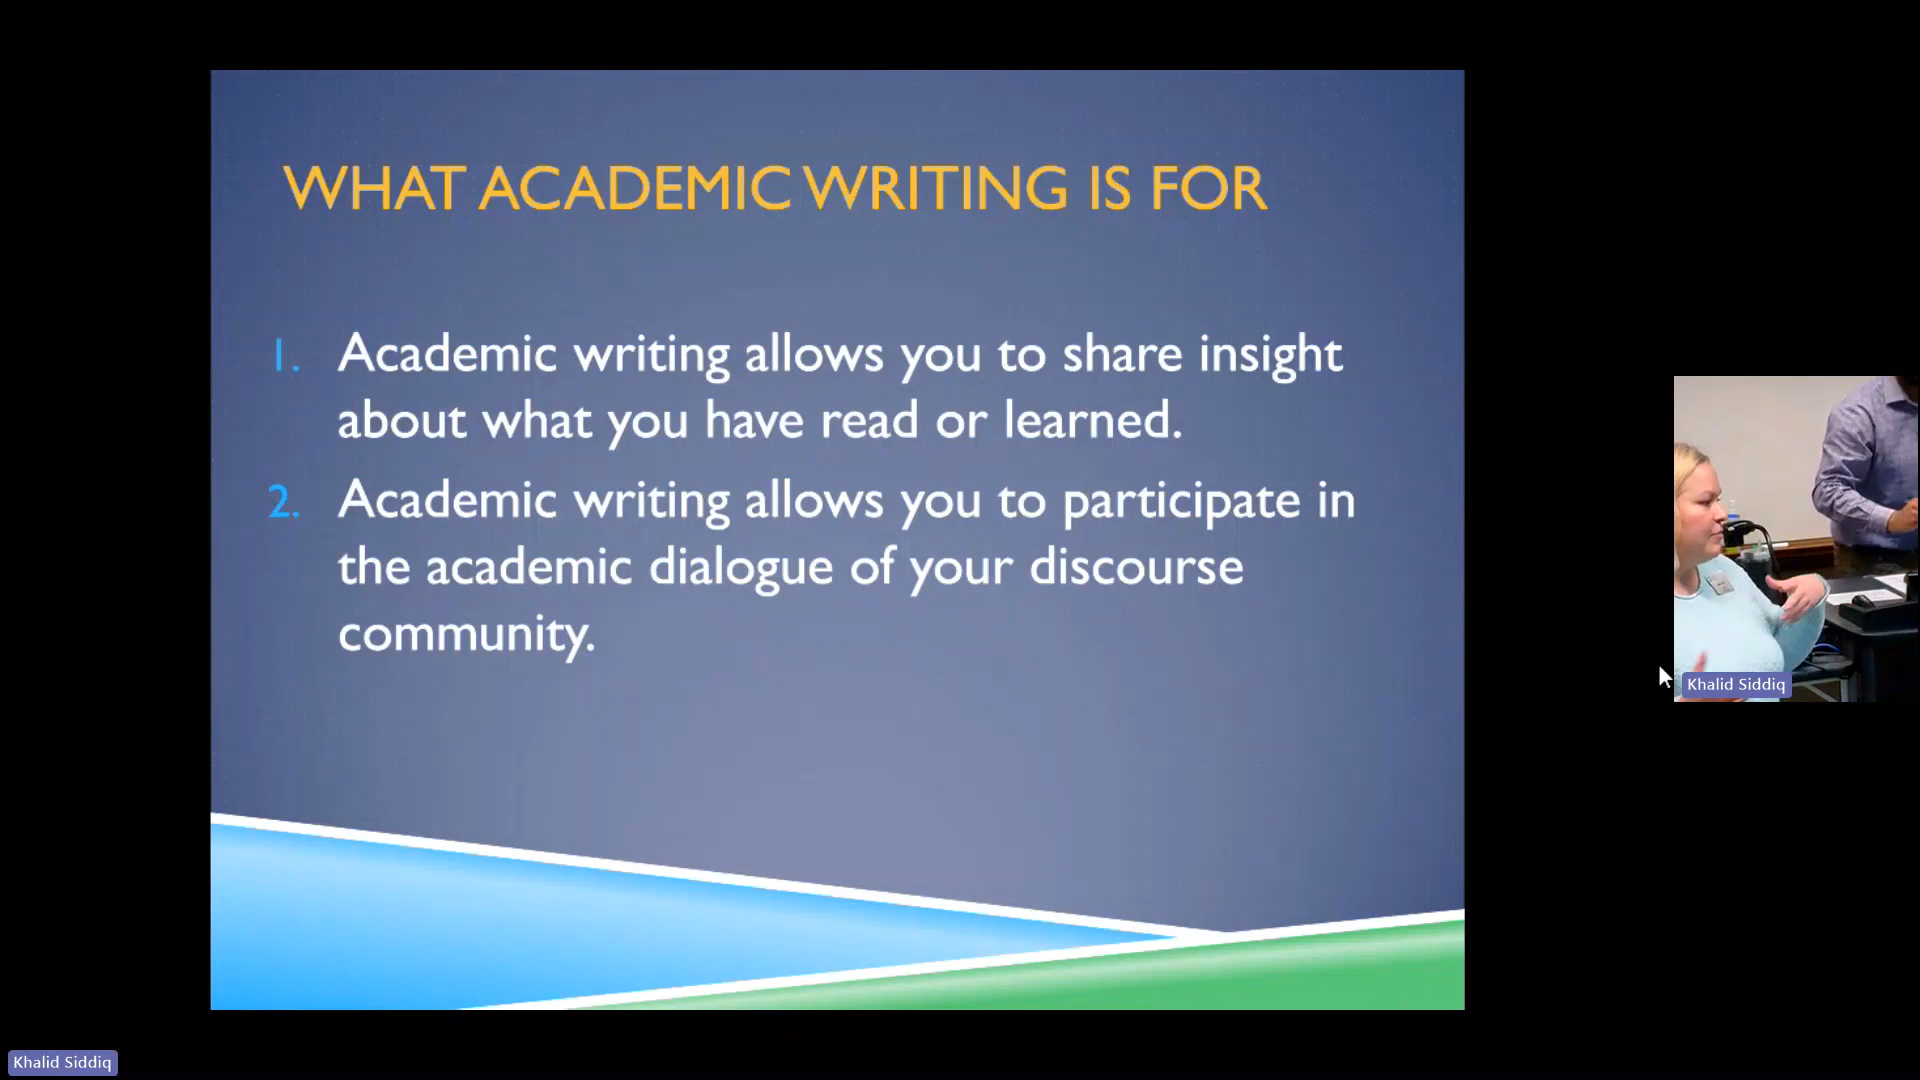 WHAT ACADEMIC WRITING IS FOR
1. Academic writing allows you to share insight
about what you have read or learned.
2. Academic writing allows you to participate in
the academic dialogue of your discourse
community.
Khalid Siddiq
Khalid Siddiq